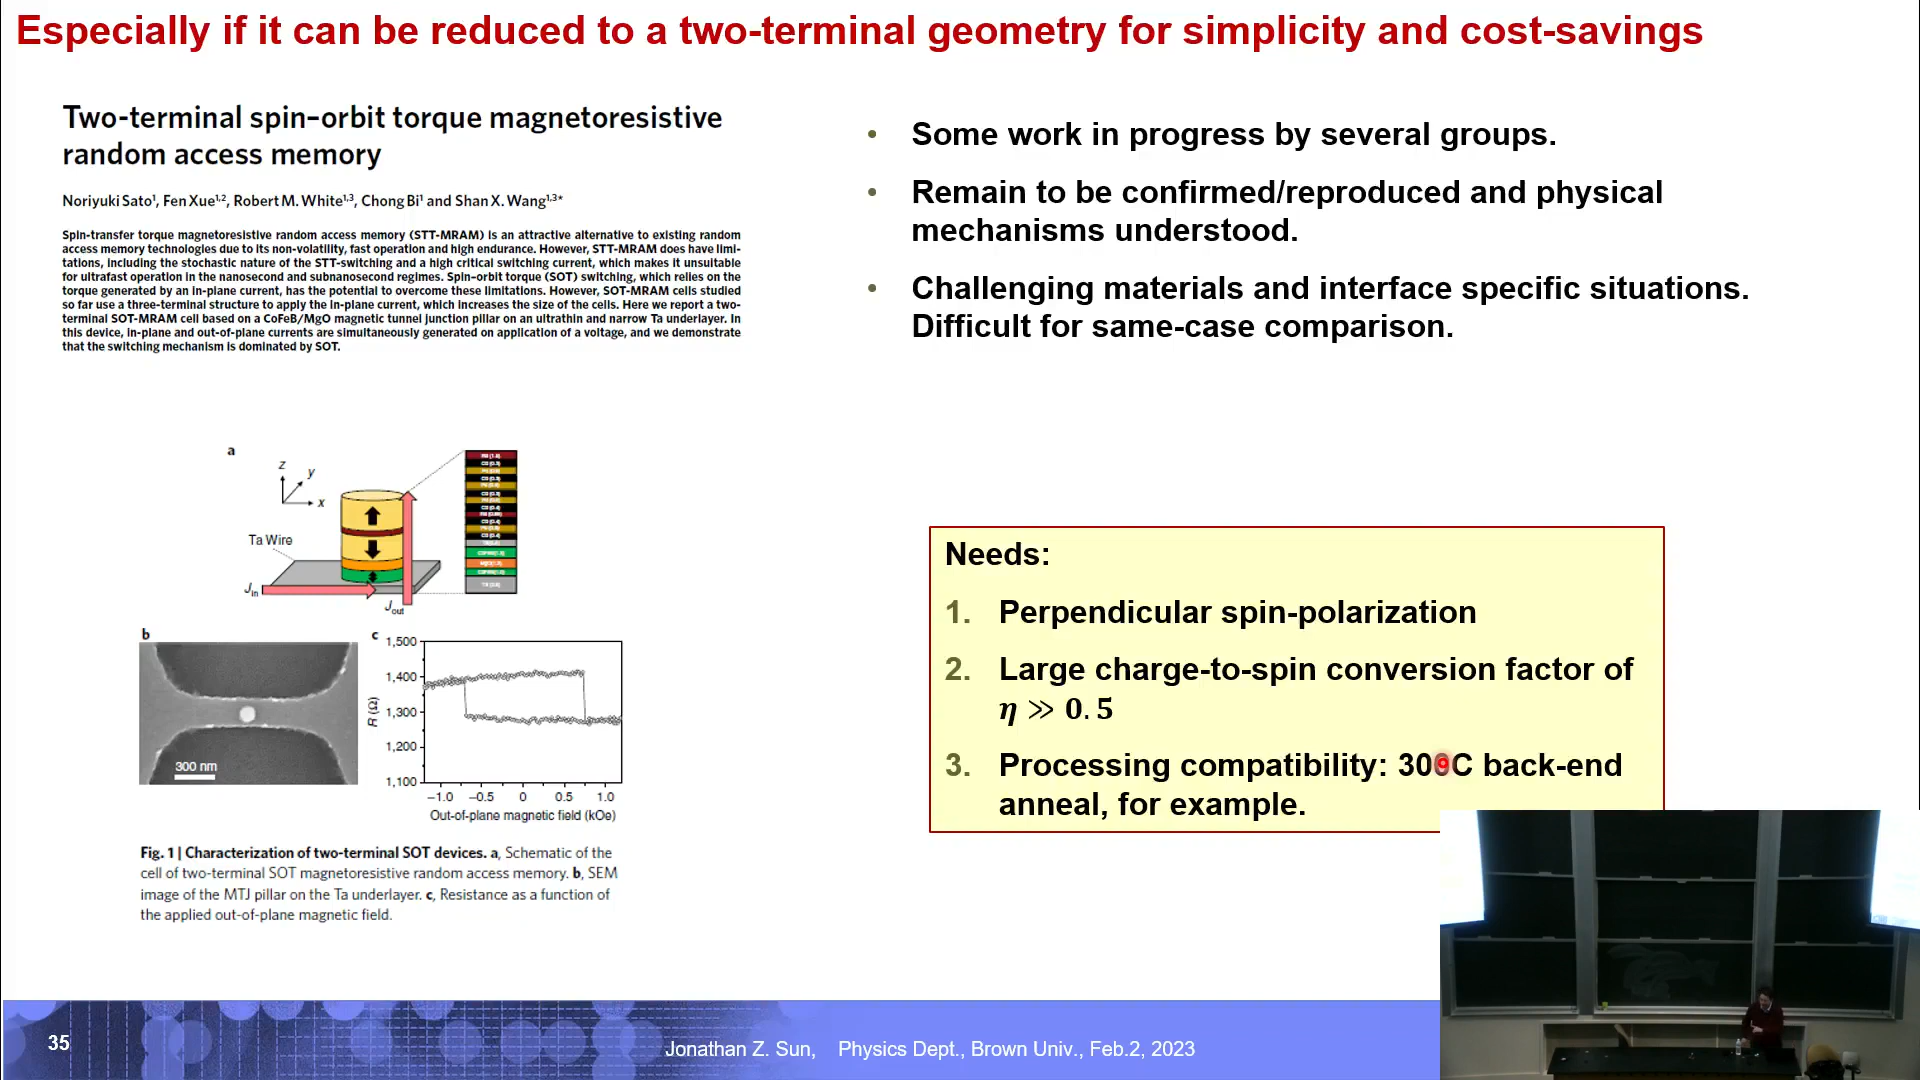 Especially if it can be reduced to a two-terminal geometry for simplicity and cost-savings
Two-terminal spin–orbit torque magnetoresistive
random access memory
Noriyuki Sato¹, Fen Xue¹,², Robert M. White¹,³, Chong Bi¹ and Shan X. Wang¹,³*
Spin-transfer torque magnetoresistive random access memory (STT-MRAM) is an attractive alternative to existing random
access memory technologies due to its non-volatility, fast operation and high endurance. However, STT-MRAM does have limi-
tations, including the stochastic nature of the STT-switching and a high critical switching current, which makes it unsuitable
for ultrafast operation in the nanosecond and subnanosecond regimes. Spin-orbit torque (SOT) switching, which relies on the
torque generated by an in-plane current, has the potential to overcome these limitations. However, SOT-MRAM cells studied
so far use a three-terminal structure to apply the in-plane current, which increases the size of the cells. Here we report a two-
terminal SOT-MRAM cell based on a CoFeB/MgO magnetic tunnel junction pillar on an ultrathin and narrow Ta underlayer. In
this device, in-plane and out-of-plane currents are simultaneously generated on application of a voltage, and we demonstrate
that the switching mechanism is dominated by SOT.
a
z
y
x
Ta Wire
J in
J out
b
300 nm
c
1,500
1,400
1,300
1,200
1,100
R (Ω)
−1.0 −0.5 0 0.5 1.0
Out-of-plane magnetic field (kOe)
Fig. 1 | Characterization of two-terminal SOT devices. a, Schematic of the
cell of two-terminal SOT magnetoresistive random access memory. b, SEM
image of the MTJ pillar on the Ta underlayer. c, Resistance as a function of
the applied out-of-plane magnetic field.
• Some work in progress by several groups.
• Remain to be confirmed/reproduced and physical
mechanisms understood.
• Challenging materials and interface specific situations.
Difficult for same-case comparison.
Needs:
1. Perpendicular spin-polarization
2. Large charge-to-spin conversion factor of
η ≫ 0.5
3. Processing compatibility: 300C back-end
anneal, for example.
35
Jonathan Z. Sun, Physics Dept., Brown Univ., Feb.2, 2023